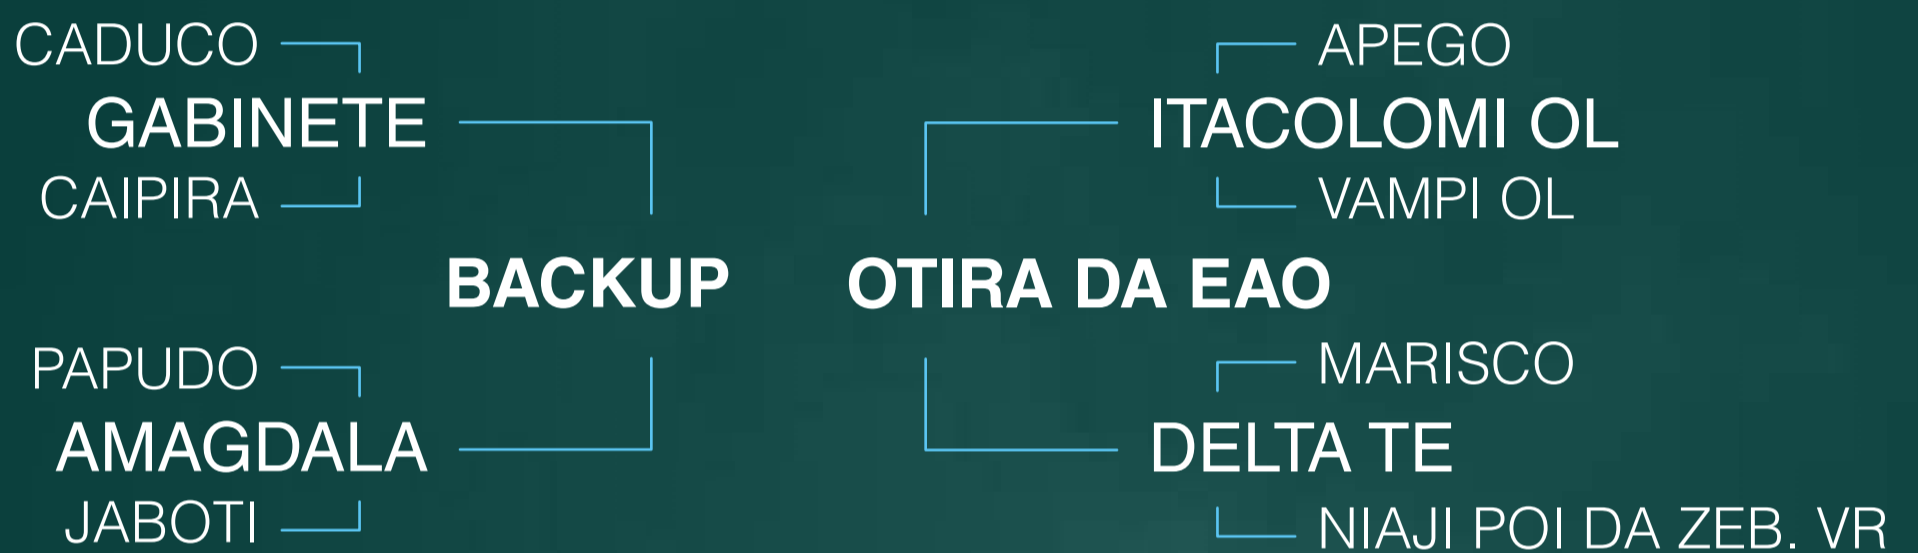 CADUCO
GABINETE
CAIPIRA
BACKUP
PAPUDO
AMAGDALA
JABOTI
APEGO
ITACOLOMI OL
VAMPI OL
OTIRA DA EAO
MARISCO
DELTA TE
NIAJI POI DA ZEB. VR